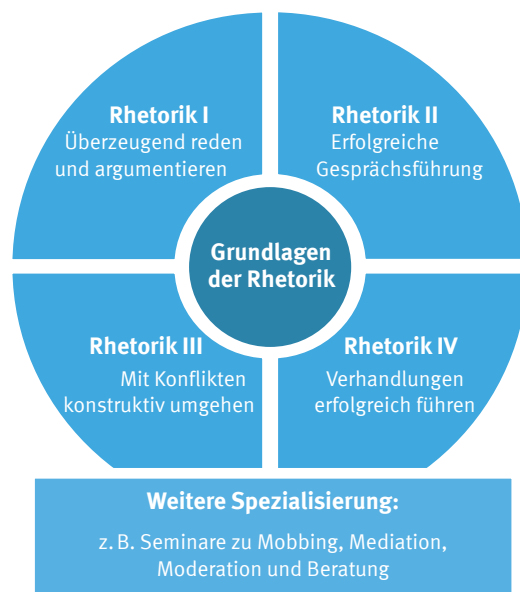 Rhetorik I
Überzeugend reden
und argumentieren
Rhetorik II
Erfolgreiche
Gesprächsführung
Grundlagen
der Rhetorik
Rhetorik III
Mit Konflikten
konstruktiv umgehen
Rhetorik IV
Verhandlungen
erfolgreich führen
Weitere Spezialisierung:
z. B. Seminare zu Mobbing, Mediation,
Moderation und Beratung